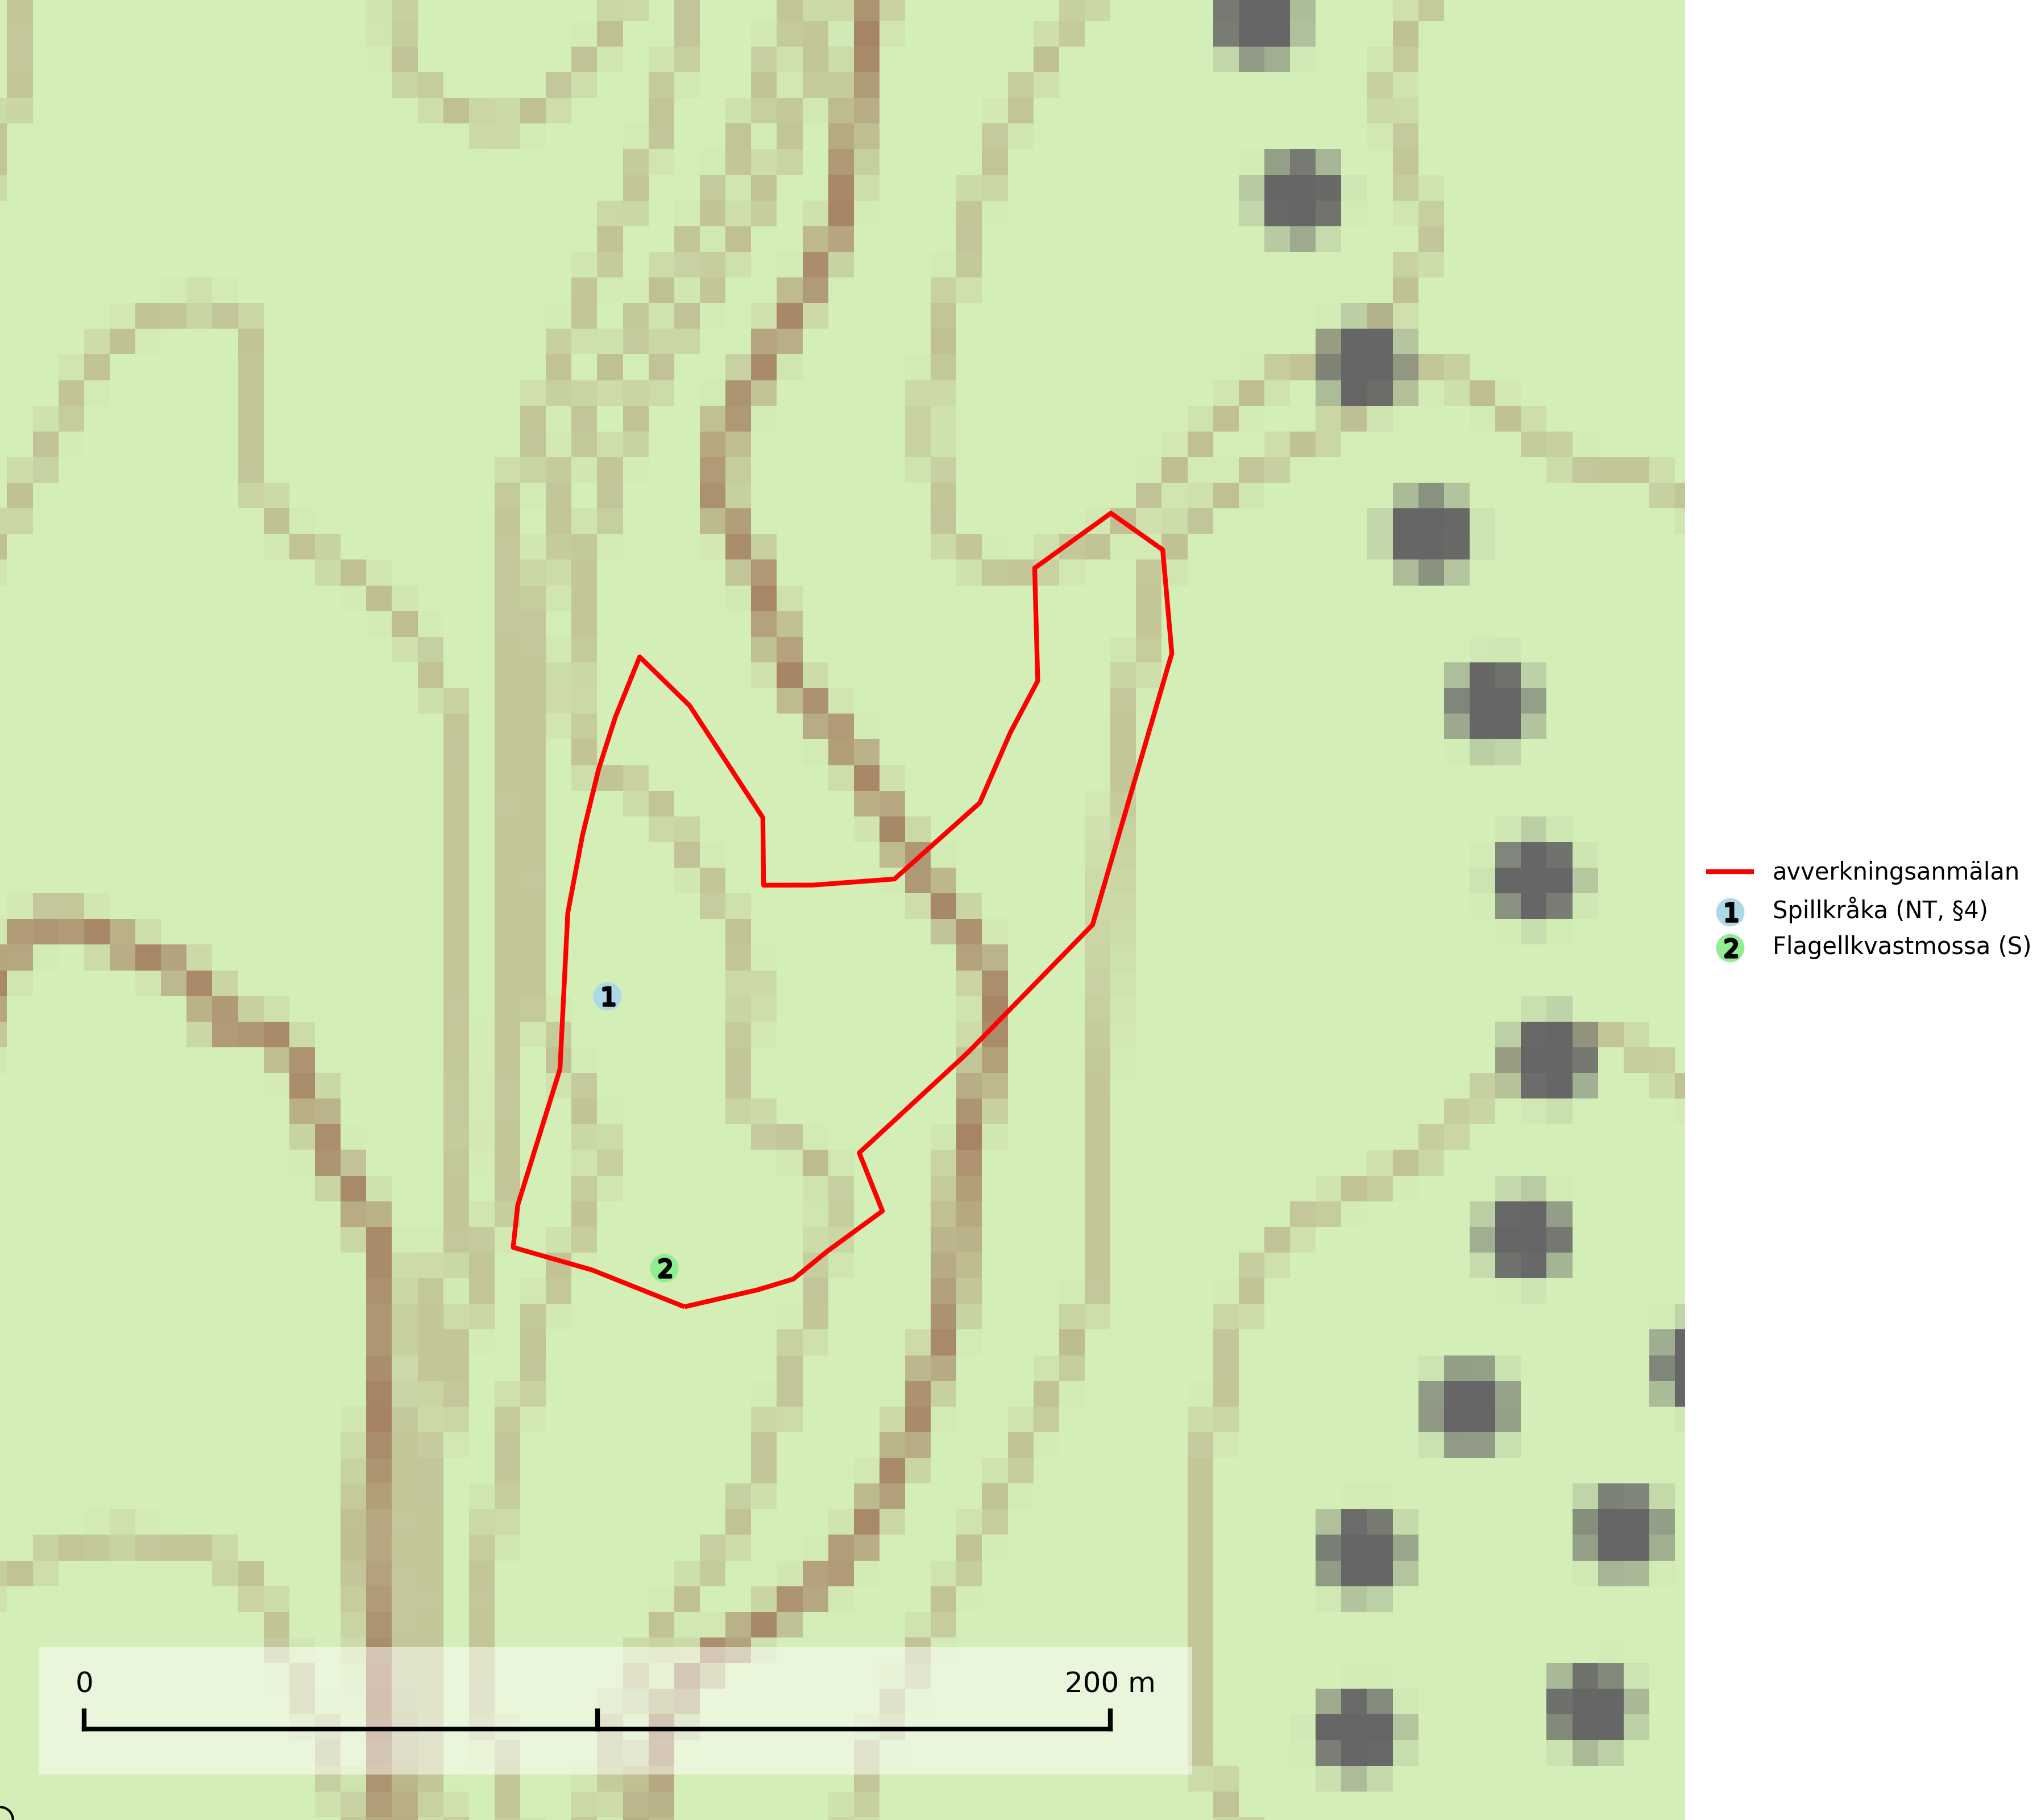 1
2
avverkningsanmälan
1 Spillkråka (NT, §4)
2 Flagellkvastmossa (S)
0 200 m